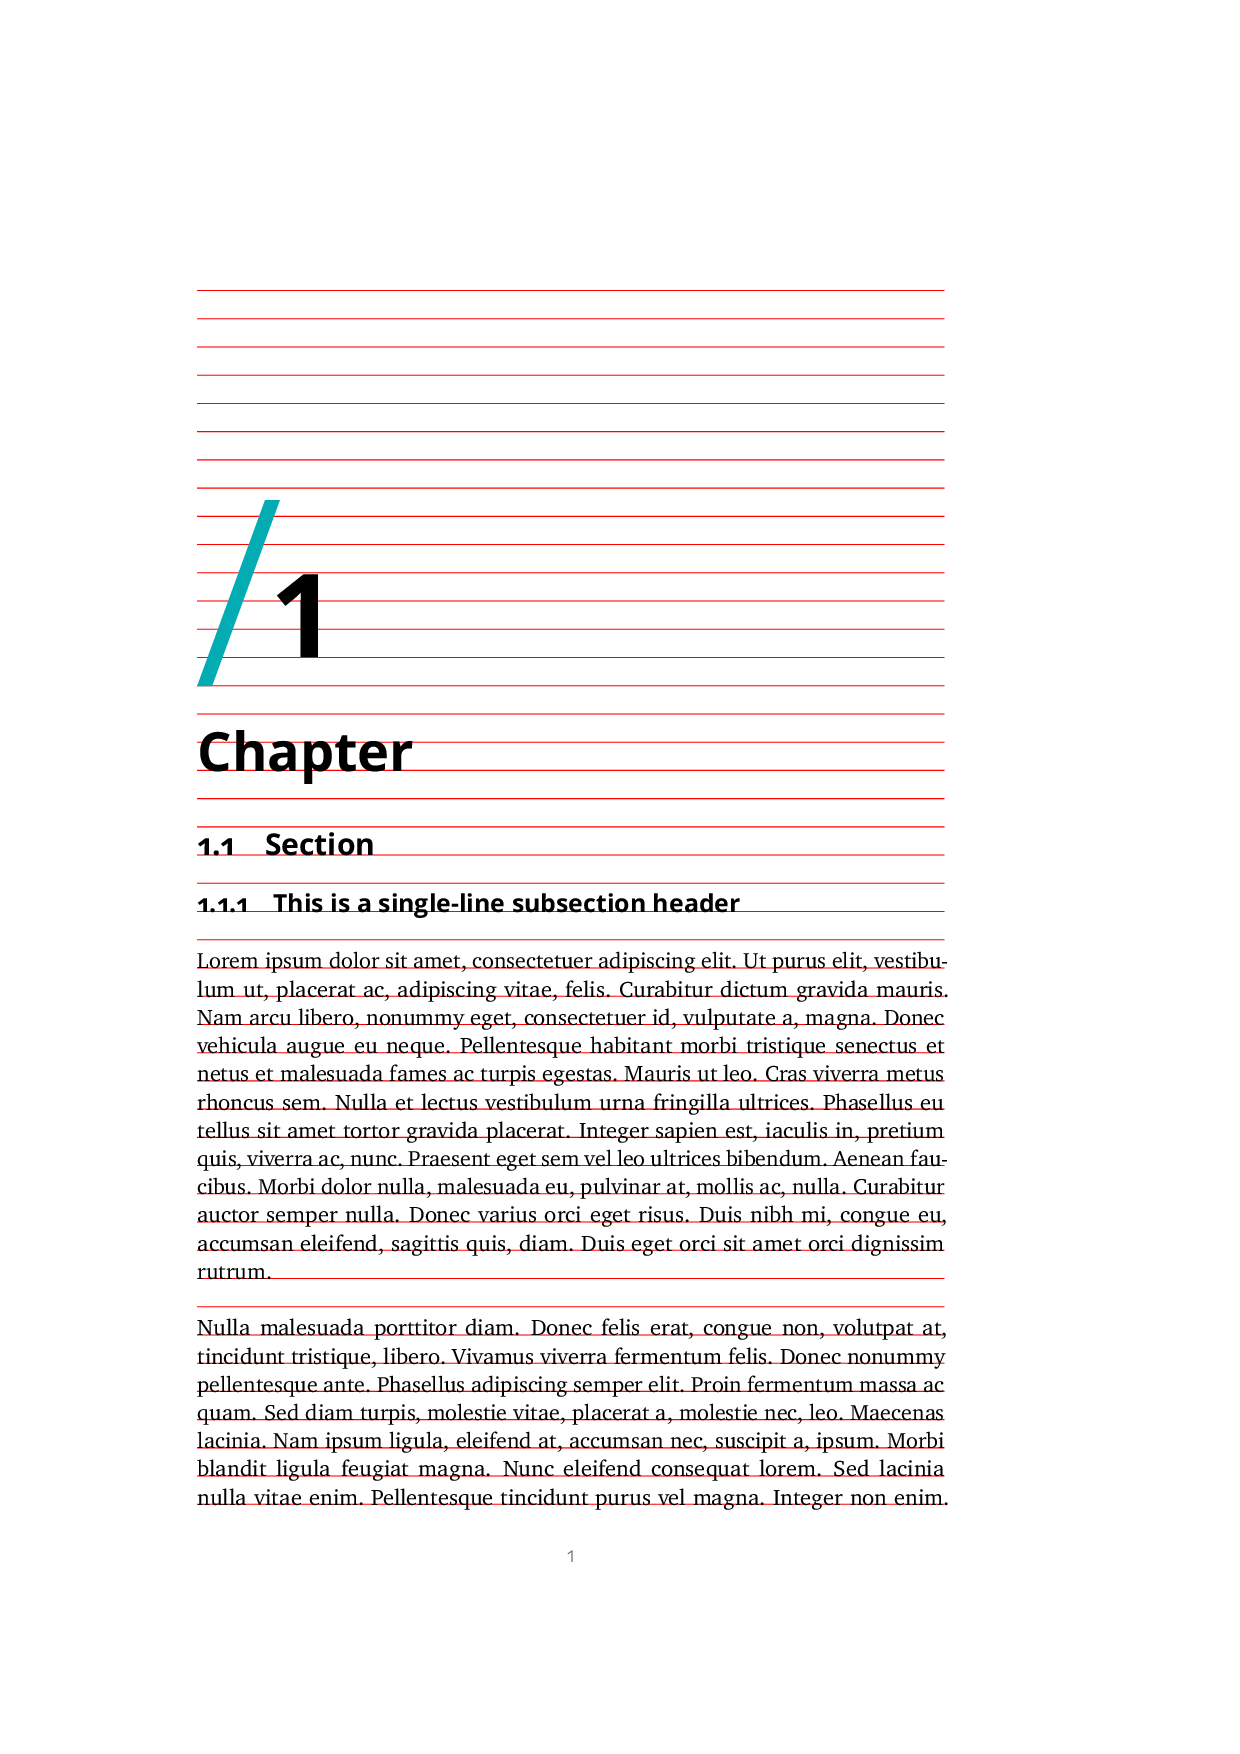 /1
Chapter
1.1 Section
1.1.1 This is a single-line subsection header
Lorem ipsum dolor sit amet, consectetuer adipiscing elit. Ut purus elit, vestibu-
lum ut, placerat ac, adipiscing vitae, felis. Curabitur dictum gravida mauris.
Nam arcu libero, nonummy eget, consectetuer id, vulputate a, magna. Donec
vehicula augue eu neque. Pellentesque habitant morbi tristique senectus et
netus et malesuada fames ac turpis egestas. Mauris ut leo. Cras viverra metus
rhoncus sem. Nulla et lectus vestibulum urna fringilla ultrices. Phasellus eu
tellus sit amet tortor gravida placerat. Integer sapien est, iaculis in, pretium
quis, viverra ac, nunc. Praesent eget sem vel leo ultrices bibendum. Aenean fau-
cibus. Morbi dolor nulla, malesuada eu, pulvinar at, mollis ac, nulla. Curabitur
auctor semper nulla. Donec varius orci eget risus. Duis nibh mi, congue eu,
accumsan eleifend, sagittis quis, diam. Duis eget orci sit amet orci dignissim
rutrum.
Nulla malesuada porttitor diam. Donec felis erat, congue non, volutpat at,
tincidunt tristique, libero. Vivamus viverra fermentum felis. Donec nonummy
pellentesque ante. Phasellus adipiscing semper elit. Proin fermentum massa ac
quam. Sed diam turpis, molestie vitae, placerat a, molestie nec, leo. Maecenas
lacinia. Nam ipsum ligula, eleifend at, accumsan nec, suscipit a, ipsum. Morbi
blandit ligula feugiat magna. Nunc eleifend consequat lorem. Sed lacinia
nulla vitae enim. Pellentesque tincidunt purus vel magna. Integer non enim.
1